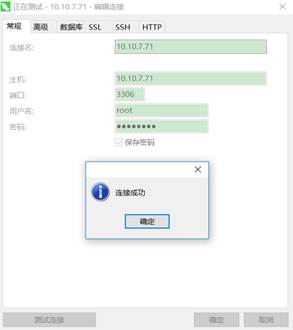 正在测试 - 10.10.7.71 - 编辑连接
常规 高级 数据库 SSL SSH HTTP
连接名: 10.10.7.71
主机: 10.10.7.71
端口: 3306
用户名: root
密码: ●●●●●●●●
保存密码
连接成功
确定
测试连接 确定 取消